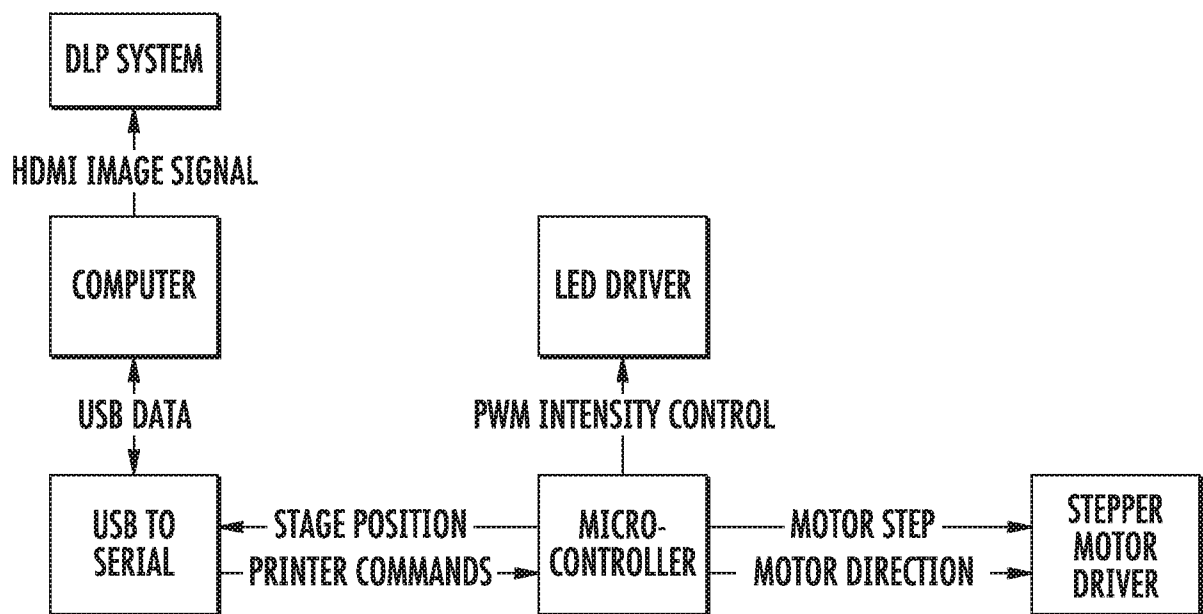 DLP SYSTEM
HDMI IMAGE SIGNAL
COMPUTER
LED DRIVER
USB DATA
PWM INTENSITY CONTROL
USB TO
SERIAL
STAGE POSITION
PRINTER COMMANDS
MICRO-
CONTROLLER
MOTOR STEP
MOTOR DIRECTION
STEPPER
MOTOR
DRIVER